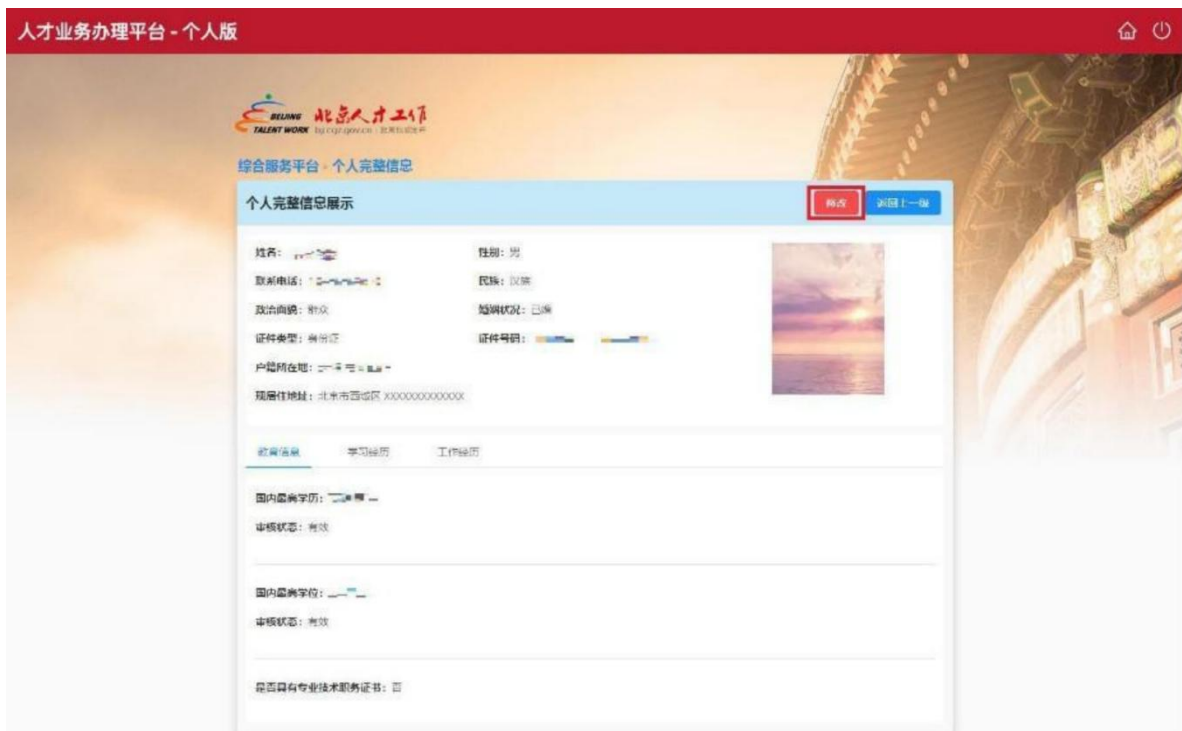 人才业务办理平台 - 个人版
BEIJING 北京人才工作
TALENT WORK
综合服务平台 - 个人完整信息
个人完整信息展示 修改 返回上一级
姓名： 性别：男
联系电话： 民族：汉族
政治面貌：群众 婚姻状况：已婚
证件类型：身份证 证件号码：
户籍所在地：
现居住地址：北京市西城区 XXXXXXXXXXXXX
教育信息 学习经历 工作经历
国内最高学历：
审核状态：有效
国内最高学位：
审核状态：有效
是否具有专业技术职务证书：否